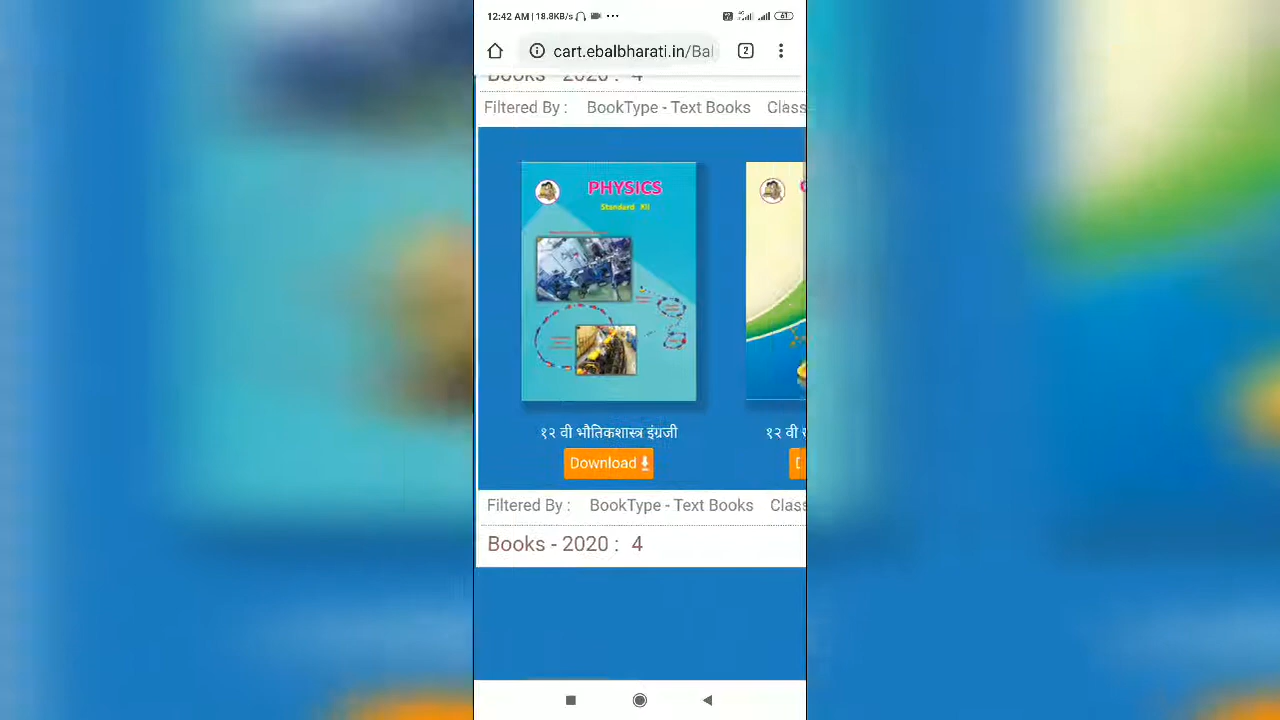 12:42 AM | 18.8KB/s ...
61
cart.ebalbharati.in/Bal
2
Books - 2020 : 4
Filtered By : BookType - Text Books Class
PHYSICS
Standard XII
१२ वी भौतिकशास्त्र इंग्रजी
१२ वी
Download
Filtered By : BookType - Text Books Class
Books - 2020 : 4